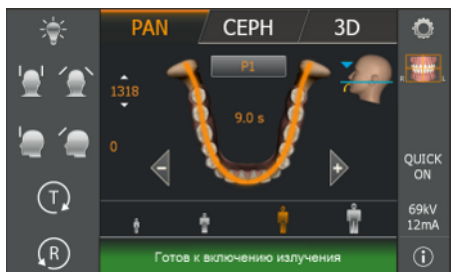 PAN CEPH 3D
P1
1318
R L
9.0 s
0
- +
QUICK
ON
T
69kV
12mA
R
Готов к включению излучения
i